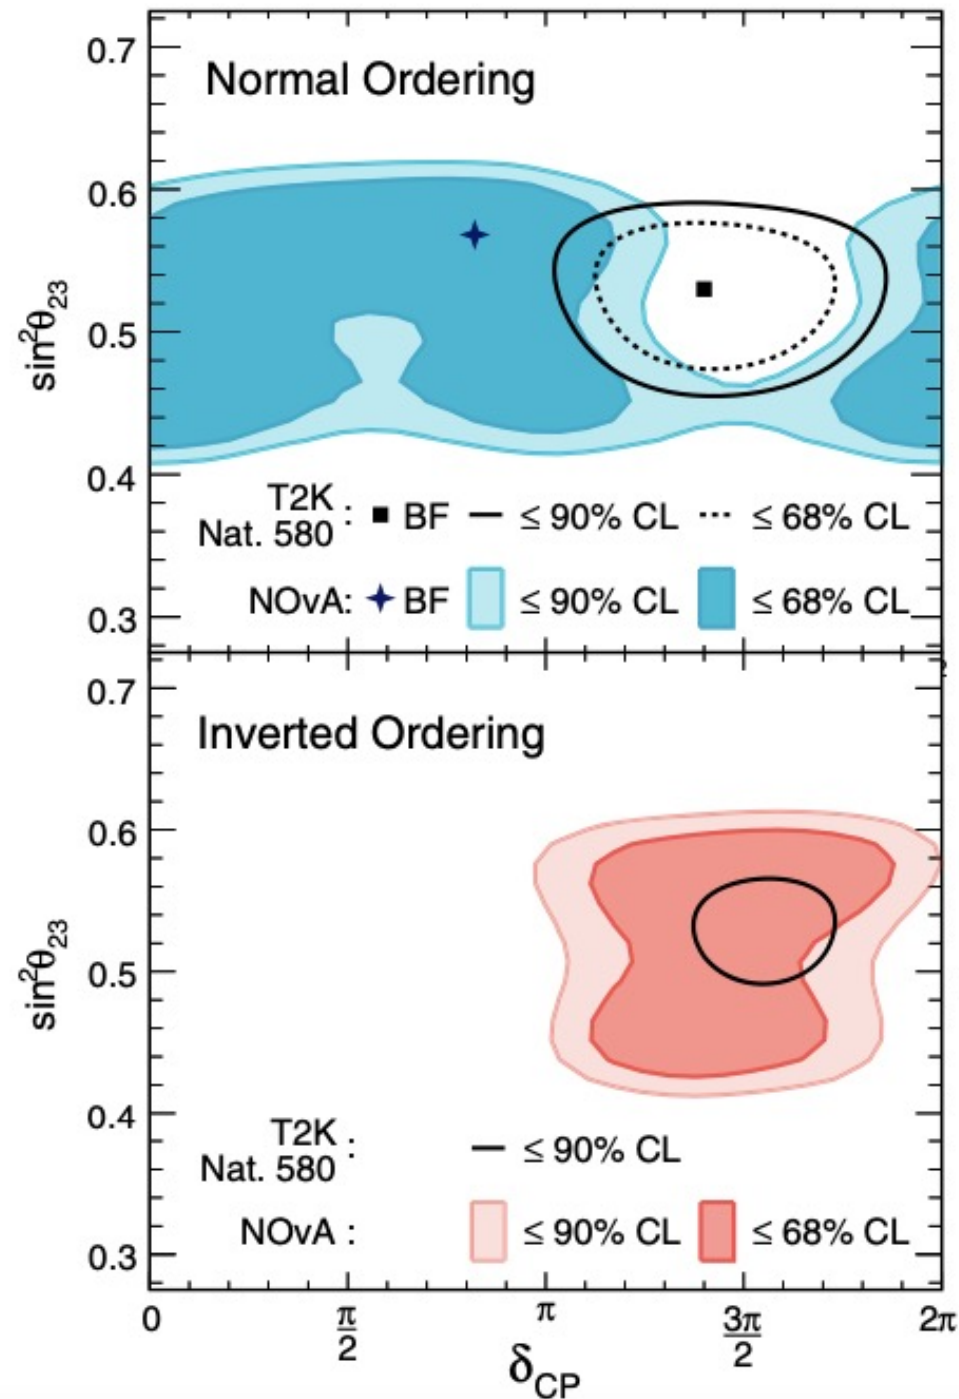 0.7
Normal Ordering
0.6
sin²θ₂₃
0.5
0.4
T2K
Nat. 580 : BF ≤ 90% CL ≤ 68% CL
NOvA: BF ≤ 90% CL ≤ 68% CL
0.3
0.7
Inverted Ordering
0.6
sin²θ₂₃
0.5
0.4
T2K
Nat. 580 : ≤ 90% CL
NOvA : ≤ 90% CL ≤ 68% CL
0.3
0 π/2 π 3π/2 2π
δCP